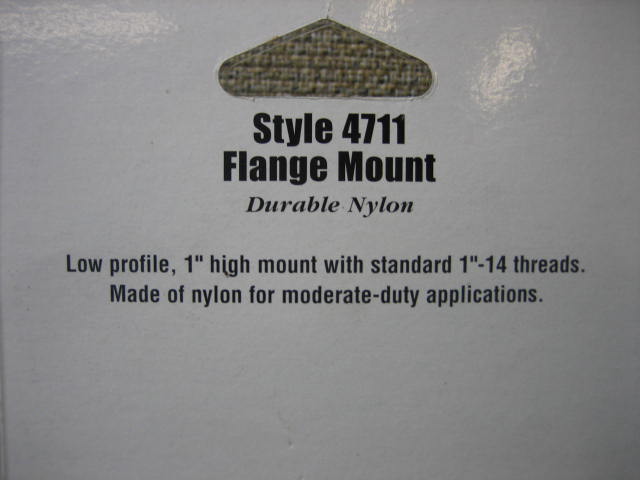 Style 4711
Flange Mount
Durable Nylon
Low profile, 1" high mount with standard 1"-14 threads.
Made of nylon for moderate-duty applications.